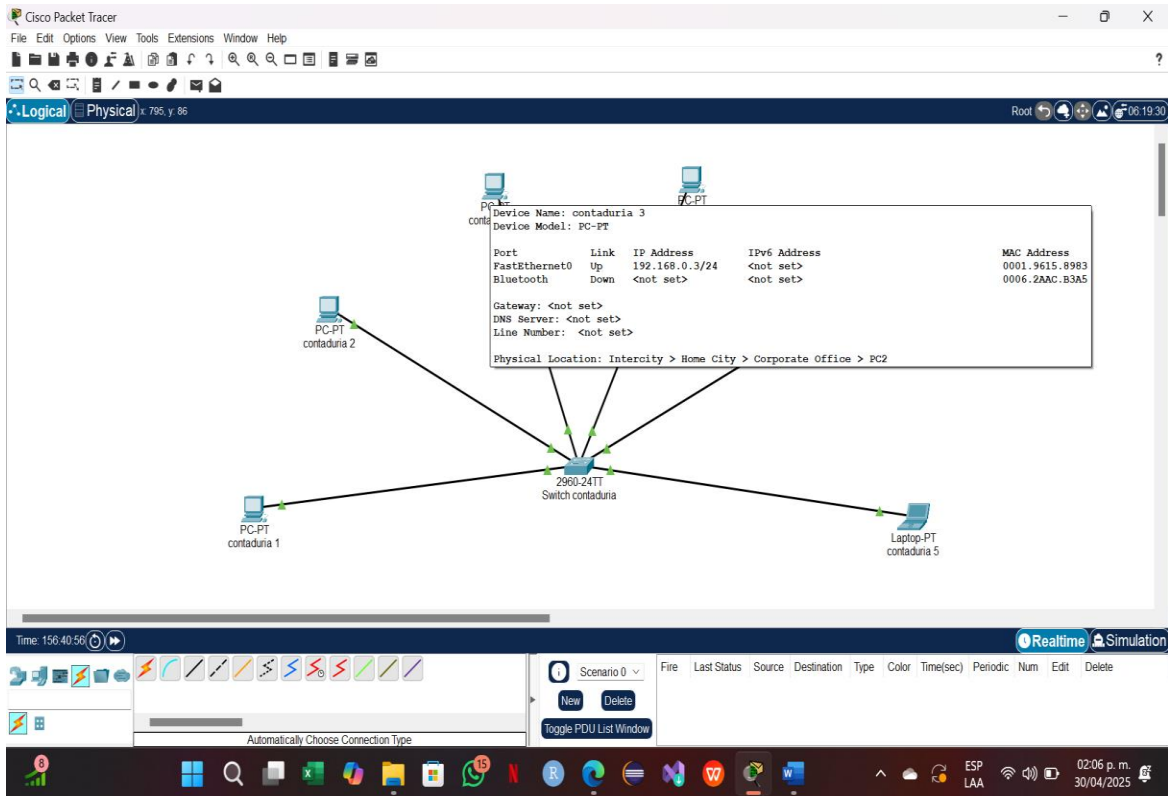 Cisco Packet Tracer
File Edit Options View Tools Extensions Window Help
?
Logical Physical x: 795, y: 86 Root 06:19:30
PC-PT
PC-PT
conta
Device Name: contaduria 3
Device Model: PC-PT
Port Link IP Address IPv6 Address MAC Address
FastEthernet0 Up 192.168.0.3/24 <not set> 0001.9615.8983
Bluetooth Down <not set> <not set> 0006.2AAC.B3A5
Gateway: <not set>
DNS Server: <not set>
Line Number: <not set>
Physical Location: Intercity > Home City > Corporate Office > PC2
PC-PT
contaduria 2
2960-24TT
Switch contaduria
PC-PT
contaduria 1
Laptop-PT
contaduria 5
Time: 156:40:56 Realtime Simulation
Scenario 0 Fire Last Status Source Destination Type Color Time(sec) Periodic Num Edit Delete
New Delete
Toggle PDU List Window
Automatically Choose Connection Type
8
15
ESP
LAA
02:06 p. m.
30/04/2025